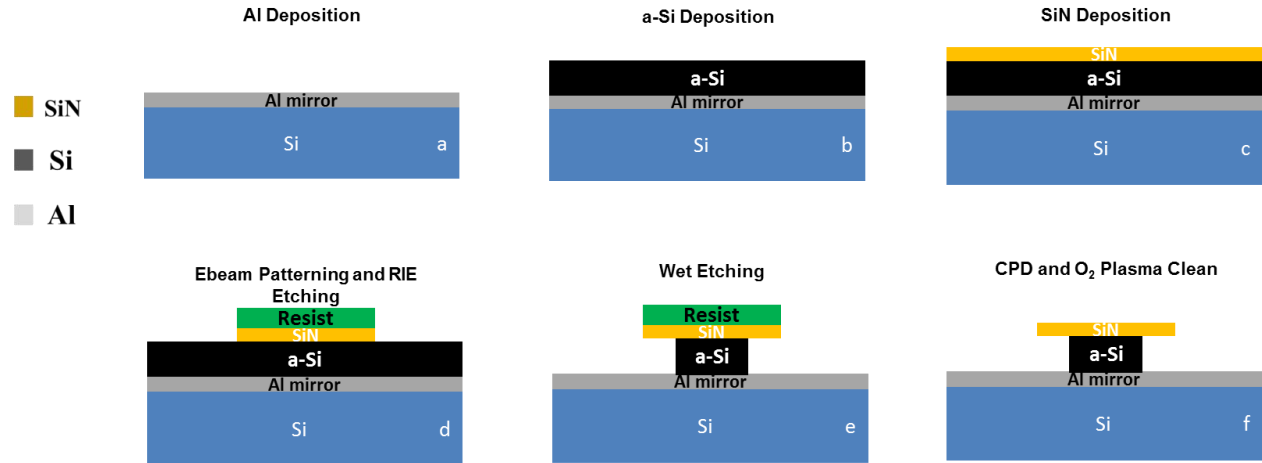 Al Deposition
a-Si Deposition
SiN Deposition
SiN
Si
Al
Al mirror
Si
a
a-Si
Al mirror
Si
b
SiN
a-Si
Al mirror
Si
c
Ebeam Patterning and RIE
Etching
Resist
SiN
a-Si
Al mirror
Si
d
Wet Etching
Resist
SiN
a-Si
Al mirror
Si
e
CPD and O₂ Plasma Clean
SiN
a-Si
Al mirror
Si
f